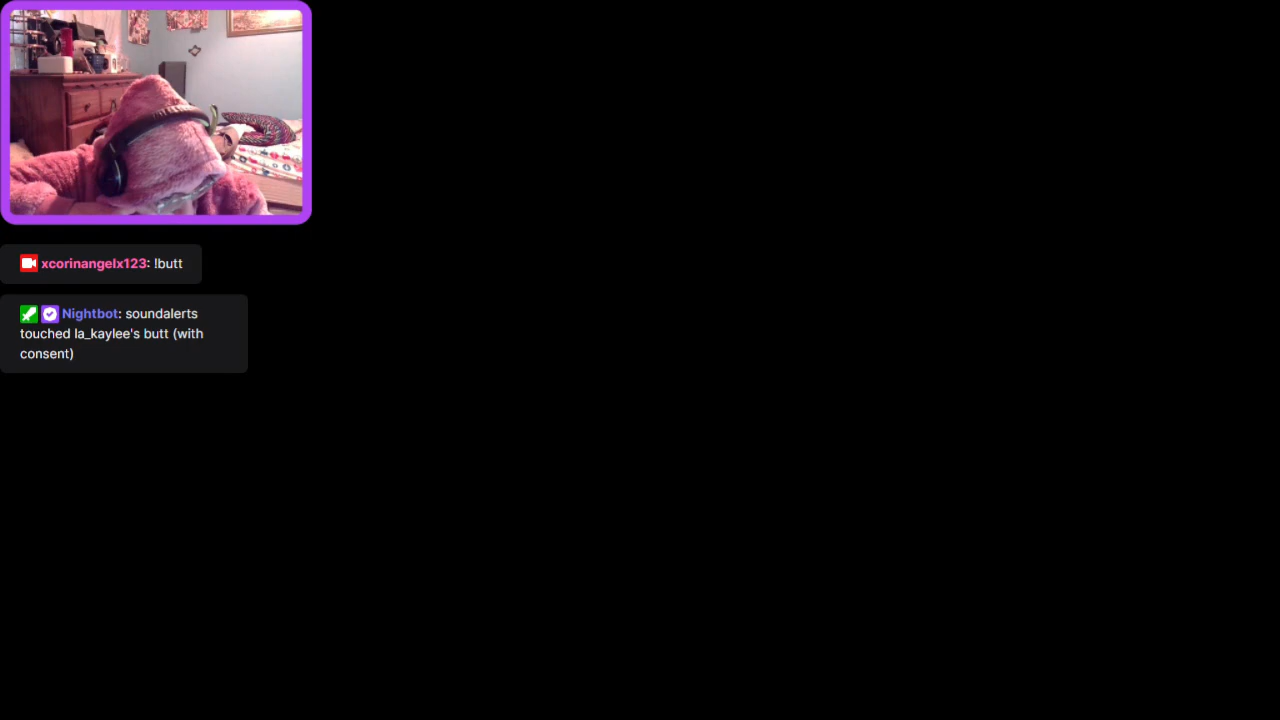 xcorinangelx123: !butt
Nightbot: soundalerts
touched la_kaylee's butt (with
consent)